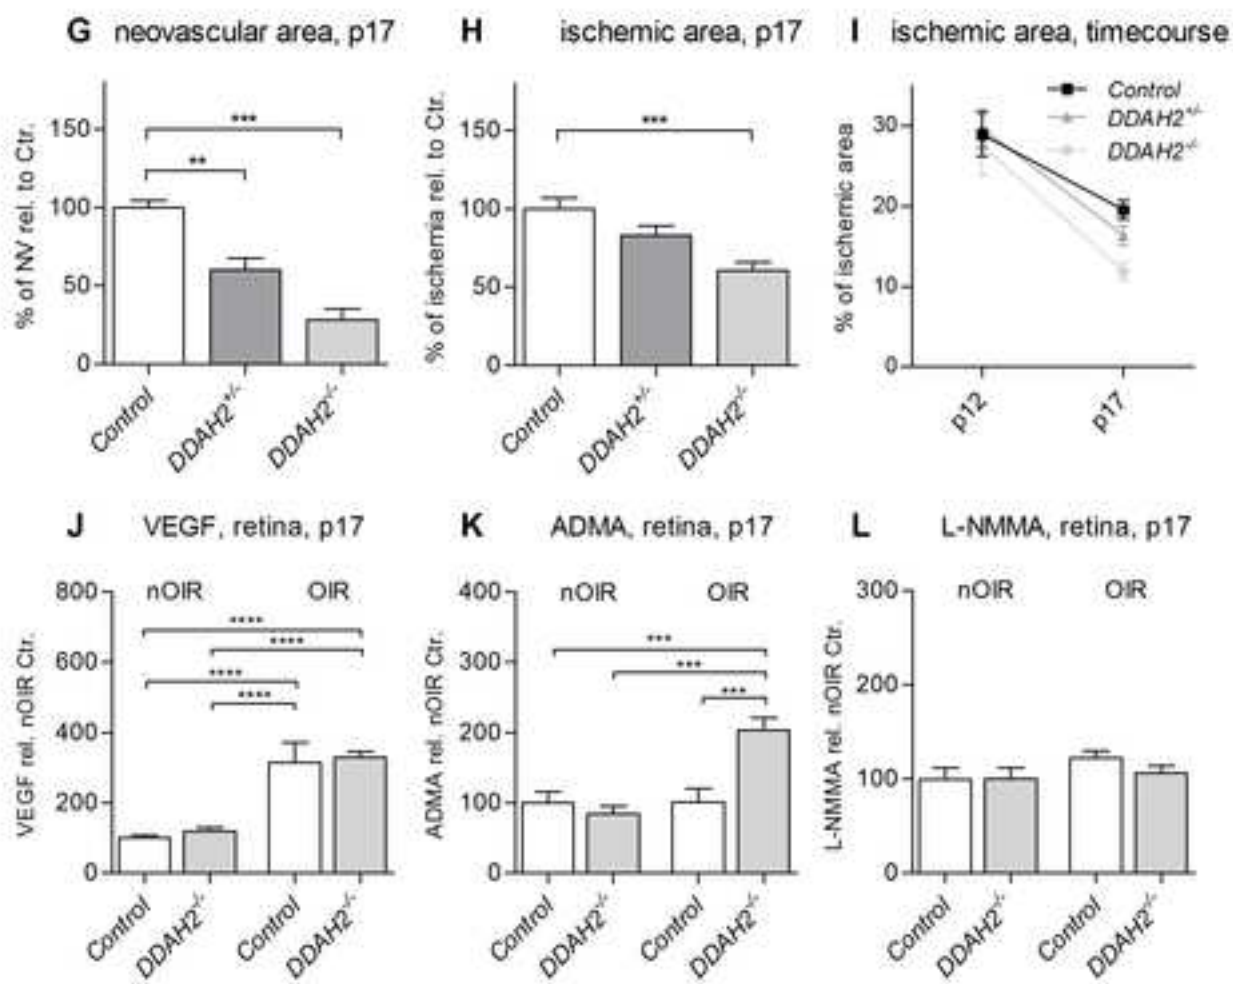 G neovascular area, p17
% of NV rel. to Ctr.
150
100
50
0
***
**
Control
DDAH2+/-
DDAH2-/-
H ischemic area, p17
% of ischemia rel. to Ctr.
150
100
50
0
***
Control
DDAH2+/-
DDAH2-/-
I ischemic area, timecourse
% of ischemic area
30
20
10
0
Control
DDAH2+/-
DDAH2-/-
p12
p17
J VEGF, retina, p17
VEGF rel. nOIR Ctr.
800
600
400
200
0
nOIR OIR
****
****
****
****
Control
DDAH2-/-
Control
DDAH2-/-
K ADMA, retina, p17
ADMA rel. nOIR Ctr.
400
300
200
100
0
nOIR OIR
***
***
***
Control
DDAH2-/-
Control
DDAH2-/-
L L-NMMA, retina, p17
L-NMMA rel. nOIR Ctr.
300
200
100
0
nOIR OIR
Control
DDAH2-/-
Control
DDAH2-/-